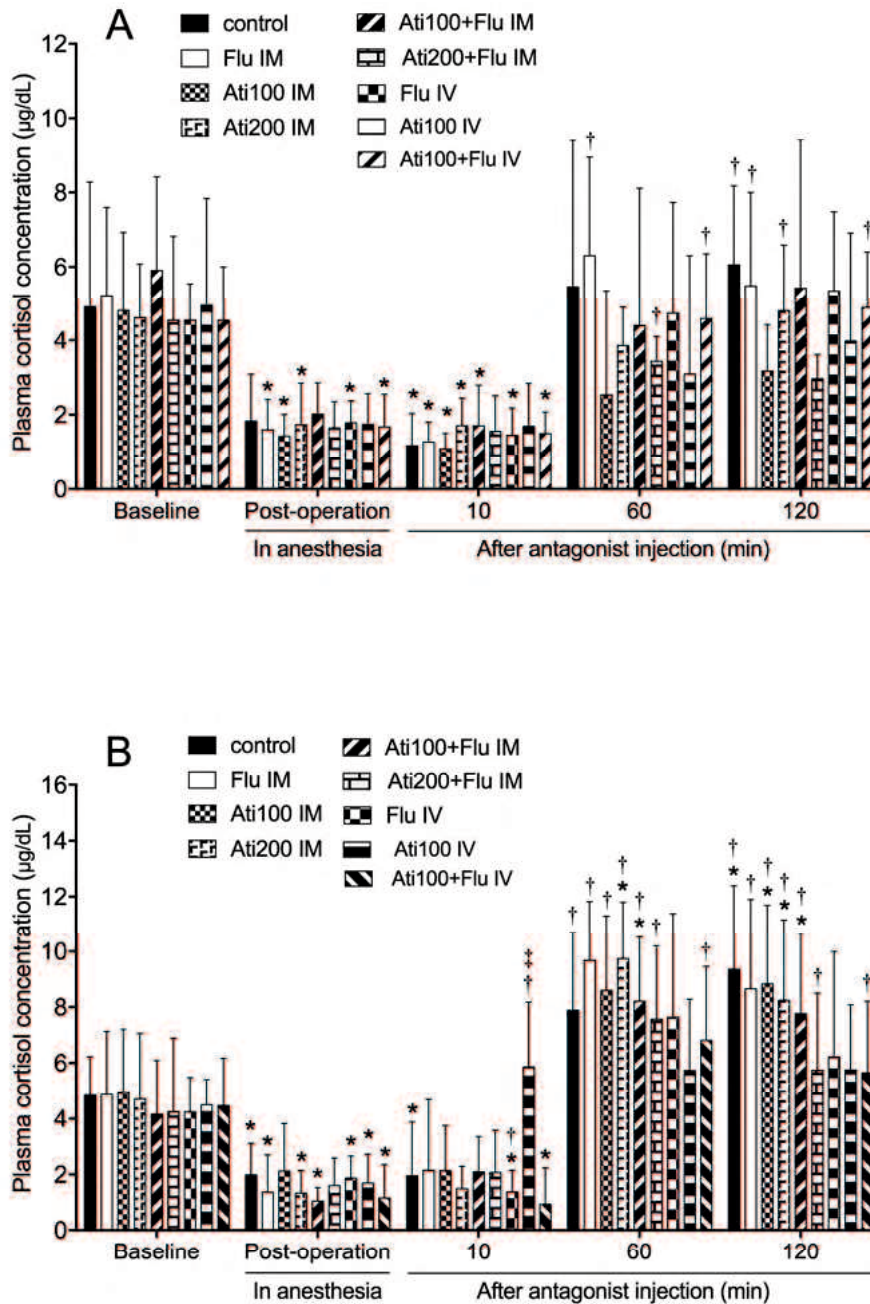 A
control
Flu IM
Ati100 IM
Ati200 IM
Ati100+Flu IM
Ati200+Flu IM
Flu IV
Ati100 IV
Ati100+Flu IV
Plasma cortisol concentration (µg/dL)
12
10
8
6
4
2
0
† † † † † † †
* * * * * * * * * * * * *
Baseline Post-operation 10 60 120
In anesthesia After antagonist injection (min)
B
control
Flu IM
Ati100 IM
Ati200 IM
Ati100+Flu IM
Ati200+Flu IM
Flu IV
Ati100 IV
Ati100+Flu IV
Plasma cortisol concentration (µg/dL)
16
14
12
10
8
6
4
2
0
Baseline Post-operation 10 60 120
In anesthesia After antagonist injection (min)